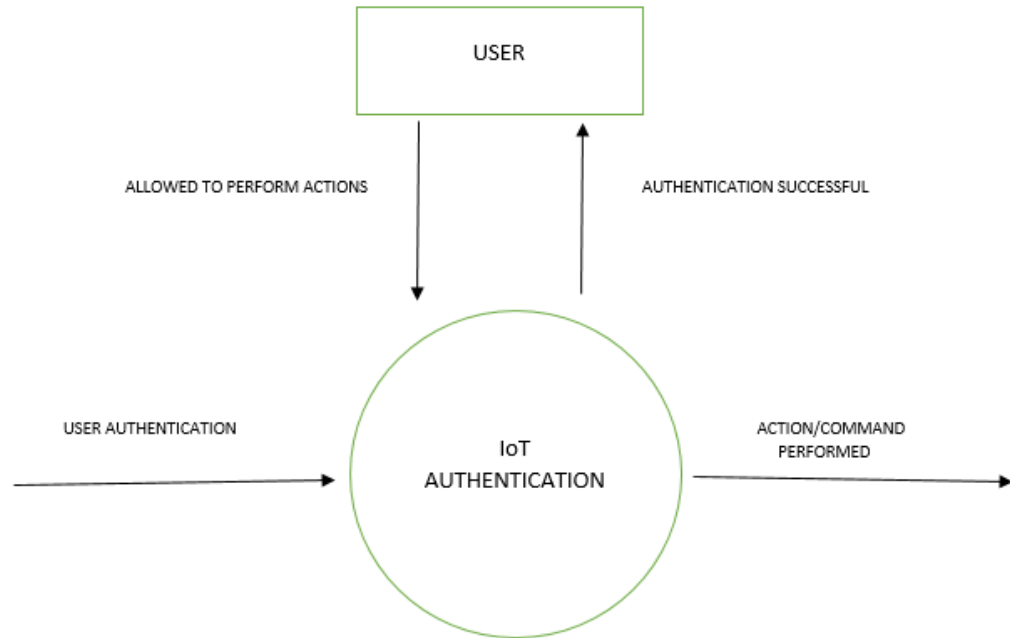 USER
ALLOWED TO PERFORM ACTIONS
AUTHENTICATION SUCCESSFUL
USER AUTHENTICATION
IoT
AUTHENTICATION
ACTION/COMMAND
PERFORMED